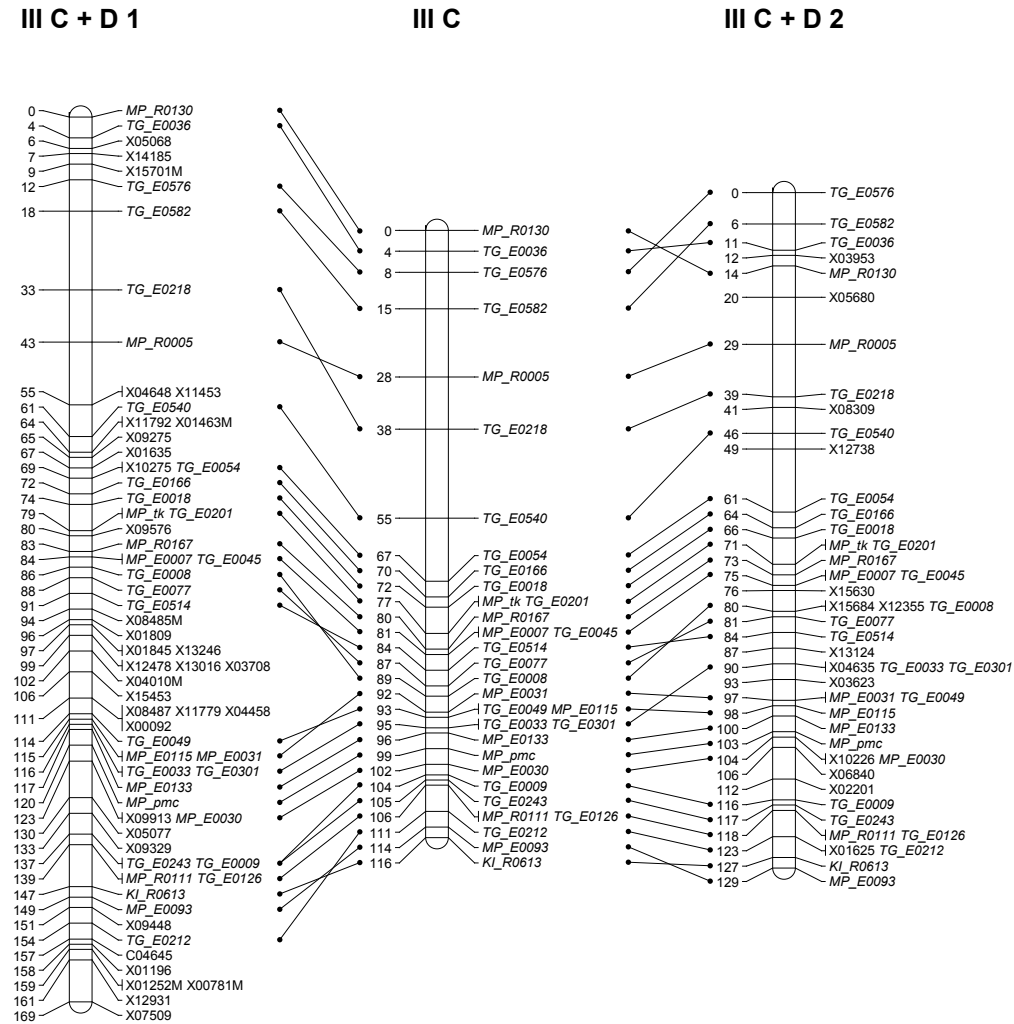 III C + D 1
0 MP_R0130
4 TG_E0036
6 X05068
7 X14185
9 X15701M
12 TG_E0576
18 TG_E0582
33 TG_E0218
43 MP_R0005
55 X04648 X11453
61 TG_E0540
64 X11792 X01463M
65 X09275
67 X01635
69 X10275 TG_E0054
72 TG_E0166
74 TG_E0018
79 MP_tk TG_E0201
80 X09576
83 MP_R0167
84 MP_E0007 TG_E0045
86 TG_E0008
88 TG_E0077
91 TG_E0514
94 X08485M
96 X01809
97 X01845 X13246
99 X12478 X13016 X03708
102 X04010M
106 X15453
111 X08487 X11779 X04458
X00092
114 TG_E0049
115 MP_E0115 MP_E0031
116 TG_E0033 TG_E0301
117 MP_E0133
120 MP_pmc
123 X09913 MP_E0030
130 X05077
133 X09329
137 TG_E0243 TG_E0009
139 MP_R0111 TG_E0126
147 KI_R0613
149 MP_E0093
151 X09448
154 TG_E0212
157 C04645
158 X01196
159 X01252M X00781M
161 X12931
169 X07509
III C
0 MP_R0130
4 TG_E0036
8 TG_E0576
15 TG_E0582
28 MP_R0005
38 TG_E0218
55 TG_E0540
67 TG_E0054
70 TG_E0166
72 TG_E0018
77 MP_tk TG_E0201
80 MP_R0167
81 MP_E0007 TG_E0045
84 TG_E0514
87 TG_E0077
89 TG_E0008
92 MP_E0031
93 TG_E0049 MP_E0115
95 TG_E0033 TG_E0301
96 MP_E0133
99 MP_pmc
102 MP_E0030
104 TG_E0009
105 TG_E0243
106 MP_R0111 TG_E0126
111 TG_E0212
114 MP_E0093
116 KI_R0613
III C + D 2
0 TG_E0576
6 TG_E0582
11 TG_E0036
12 X03953
14 MP_R0130
20 X05680
29 MP_R0005
39 TG_E0218
41 X08309
46 TG_E0540
49 X12738
61 TG_E0054
64 TG_E0166
66 TG_E0018
71 MP_tk TG_E0201
73 MP_R0167
75 MP_E0007 TG_E0045
76 X15630
80 X15684 X12355 TG_E0008
81 TG_E0077
84 TG_E0514
87 X13124
90 X04635 TG_E0033 TG_E0301
93 X03623
97 MP_E0031 TG_E0049
98 MP_E0115
100 MP_E0133
103 MP_pmc
104 X10226 MP_E0030
106 X06840
112 X02201
116 TG_E0009
117 TG_E0243
118 MP_R0111 TG_E0126
123 X01625 TG_E0212
127 KI_R0613
129 MP_E0093